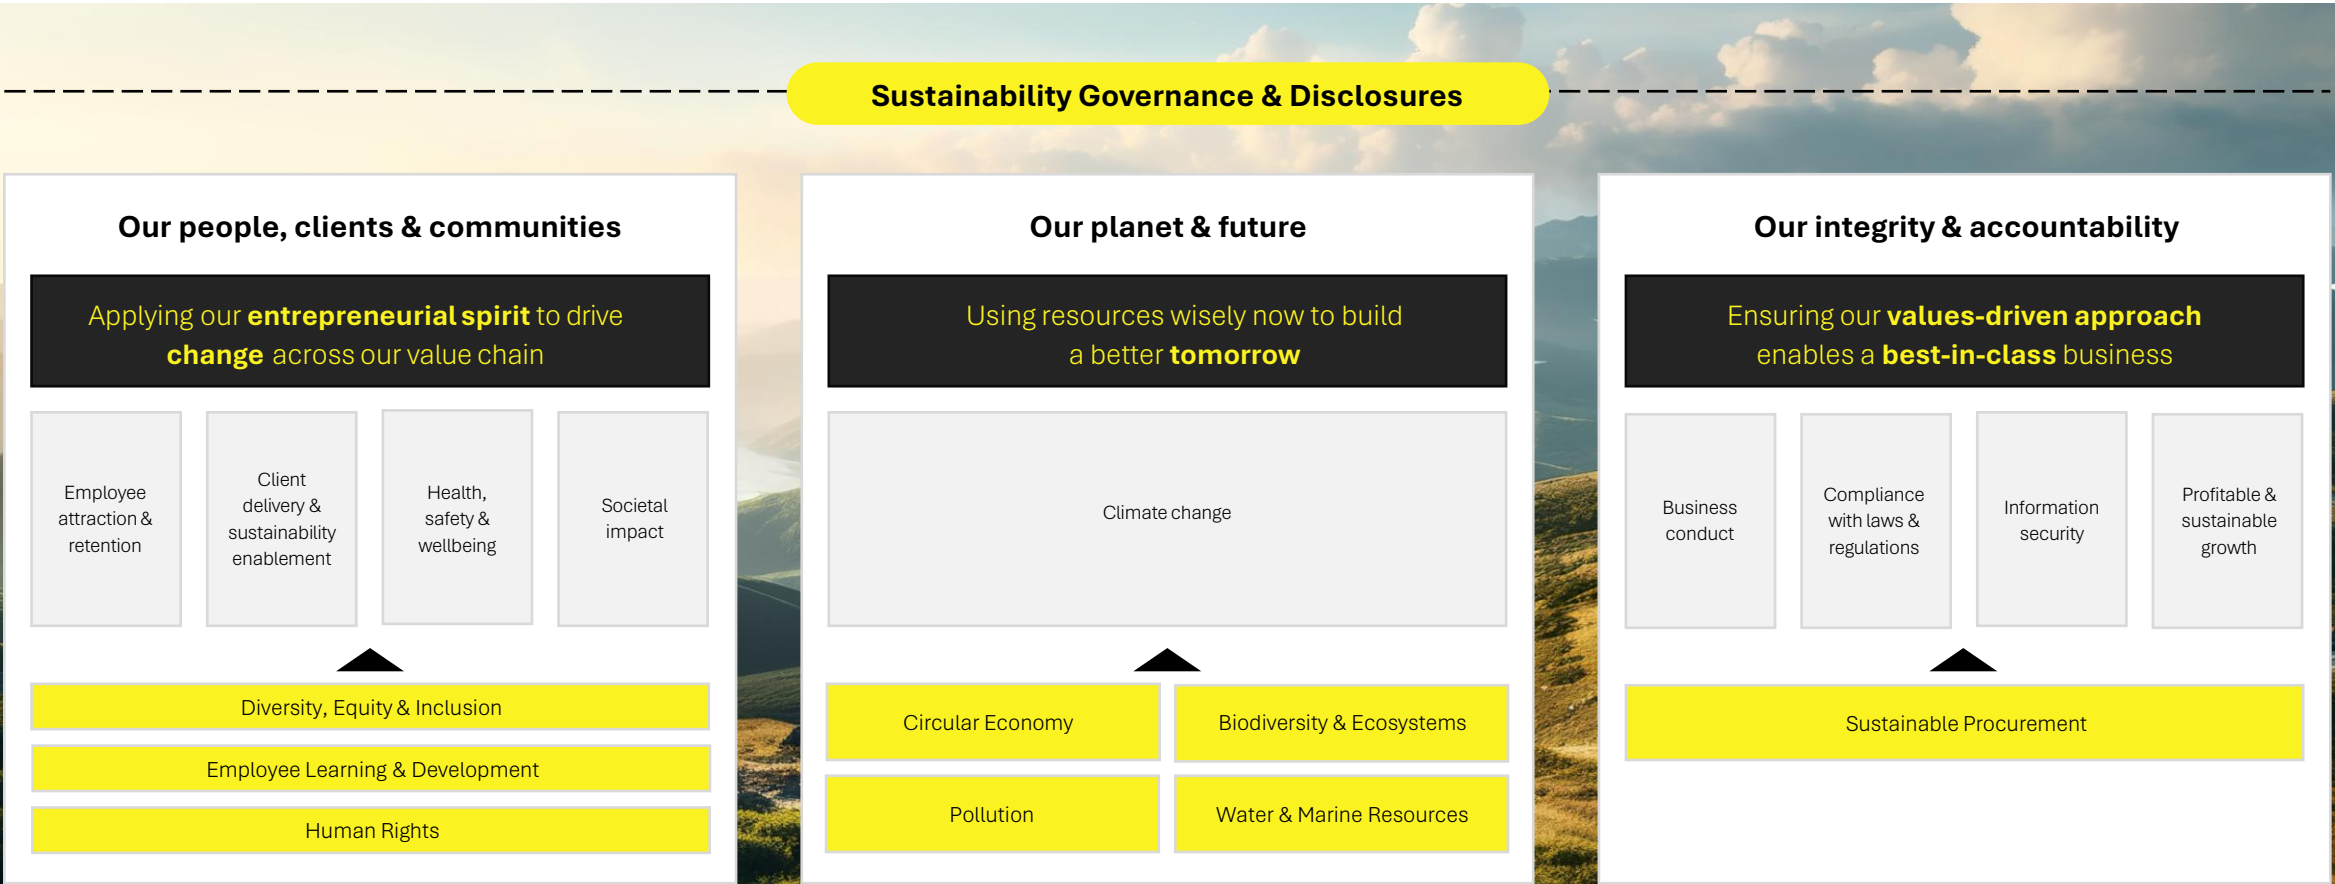 Sustainability Governance & Disclosures
Our people, clients & communities
Applying our entrepreneurial spirit to drive
change across our value chain
Employee
attraction &
retention
Client
delivery &
sustainability
enablement
Health,
safety &
wellbeing
Societal
impact
Diversity, Equity & Inclusion
Employee Learning & Development
Human Rights
Our planet & future
Using resources wisely now to build
a better tomorrow
Climate change
Circular Economy
Biodiversity & Ecosystems
Pollution
Water & Marine Resources
Our integrity & accountability
Ensuring our values-driven approach
enables a best-in-class business
Business
conduct
Compliance
with laws &
regulations
Information
security
Profitable &
sustainable
growth
Sustainable Procurement